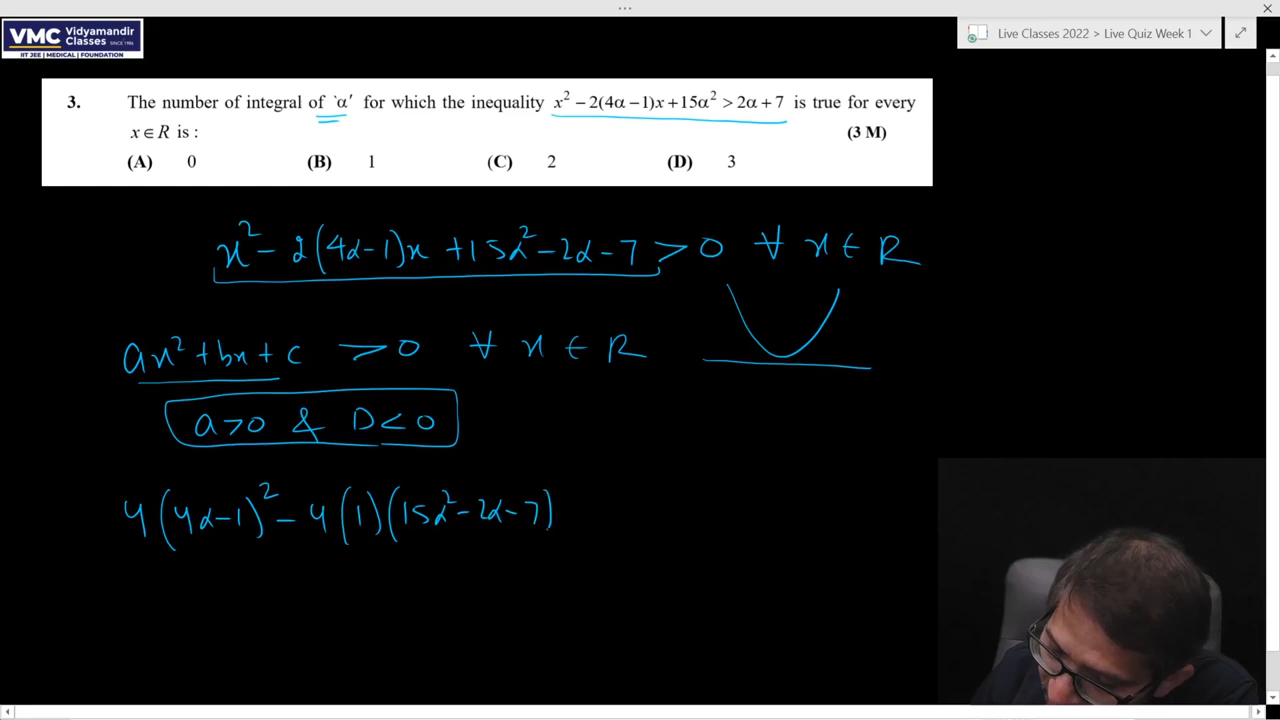 VMC Vidyamandir Classes SINCE 1986
IIT JEE | MEDICAL | FOUNDATION
Live Classes 2022 > Live Quiz Week 1
3. The number of integral of `α' for which the inequality x² − 2(4α − 1)x + 15α² > 2α + 7 is true for every
x ∈ R is : (3 M)
(A) 0 (B) 1 (C) 2 (D) 3
x² − 2(4α−1)x + 15α² − 2α − 7 > 0 ∀ x ∈ R
ax² + bx + c > 0 ∀ x ∈ R
a>0 & D<0
4(4α−1)² − 4(1)(15α² − 2α − 7)